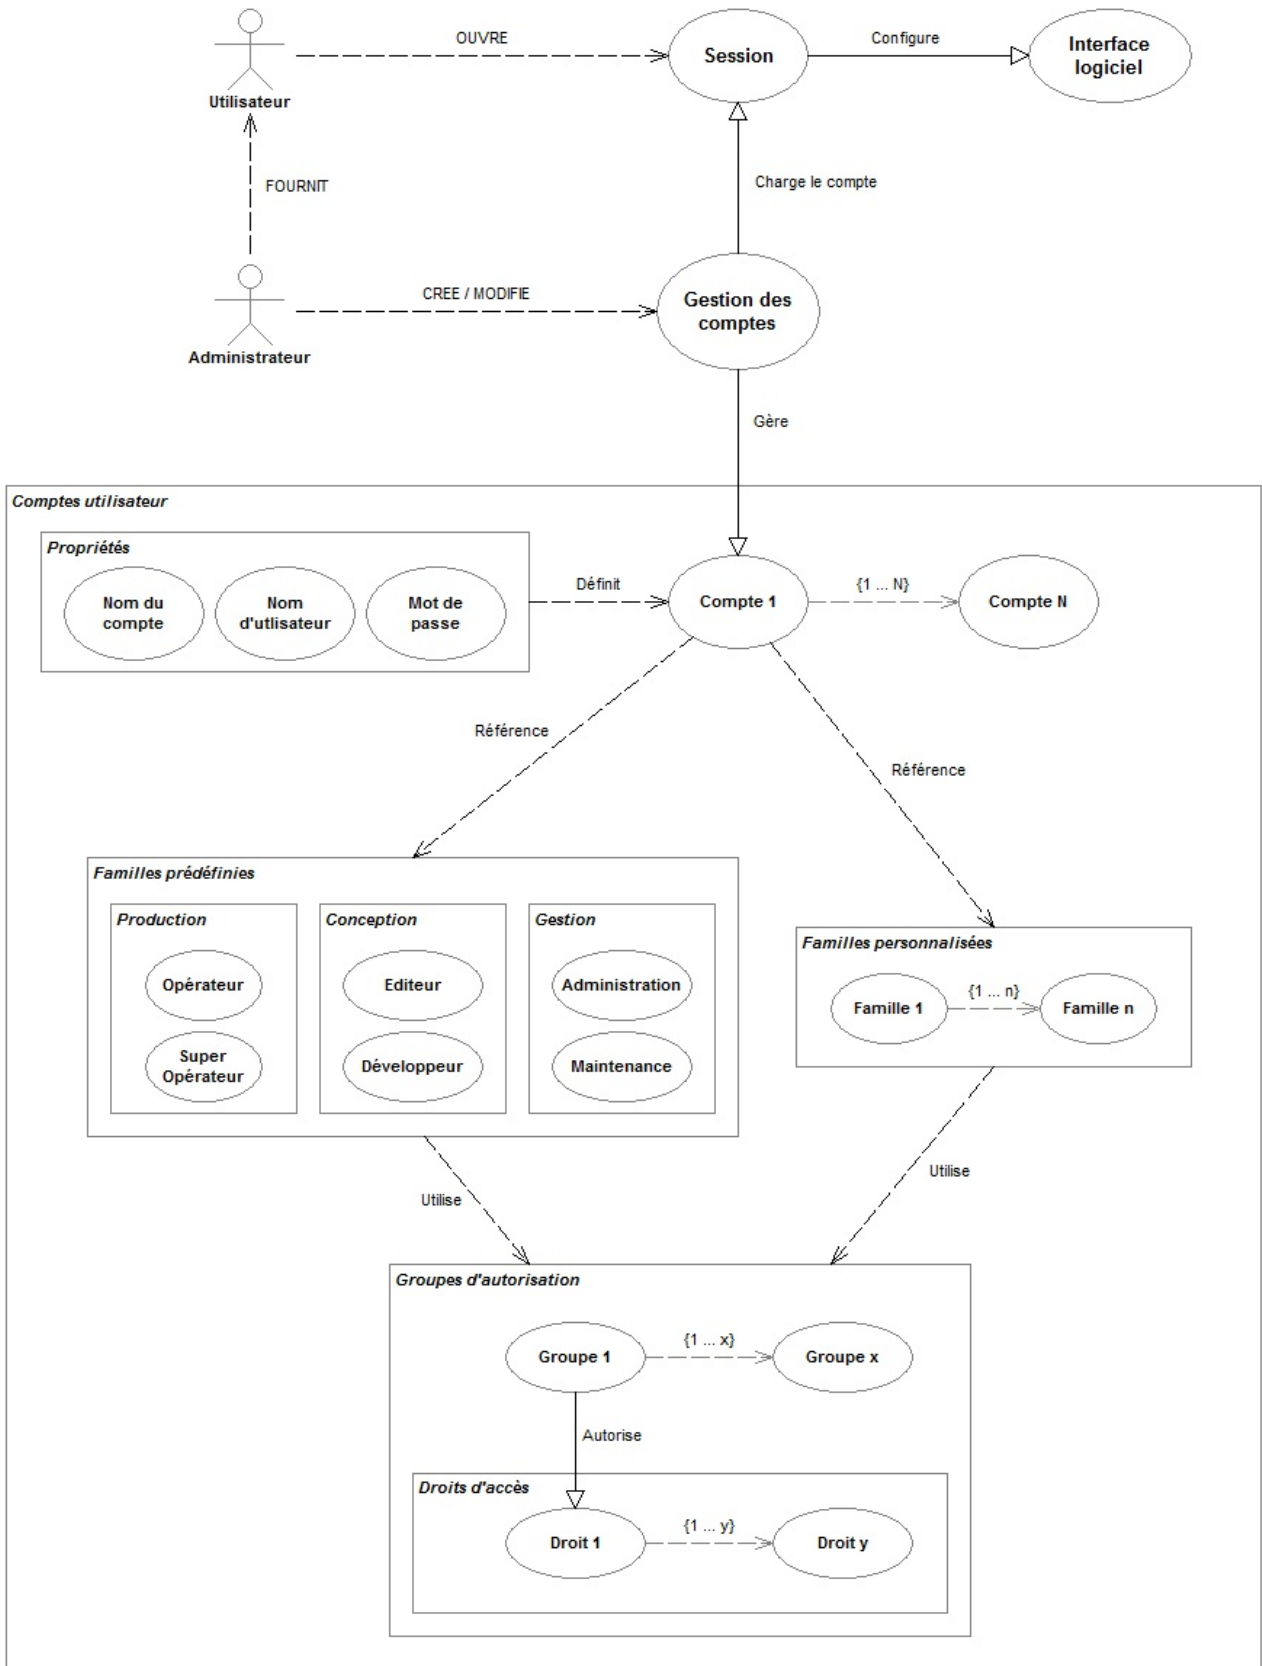 OUVRE
Session
Configure
Interface
logiciel
Utilisateur
FOURNIT
Charge le compte
Administrateur
CREE / MODIFIE
Gestion des
comptes
Gère
Comptes utilisateur
Propriétés
Nom du
compte
Nom
d'utlisateur
Mot de
passe
Définit
Compte 1
{1 ... N}
Compte N
Référence
Référence
Familles prédéfinies
Production
Opérateur
Super
Opérateur
Conception
Editeur
Développeur
Gestion
Administration
Maintenance
Familles personnalisées
Famille 1
{1 ... n}
Famille n
Utilise
Utilise
Groupes d'autorisation
Groupe 1
{1 ... x}
Groupe x
Autorise
Droits d'accès
Droit 1
{1 ... y}
Droit y